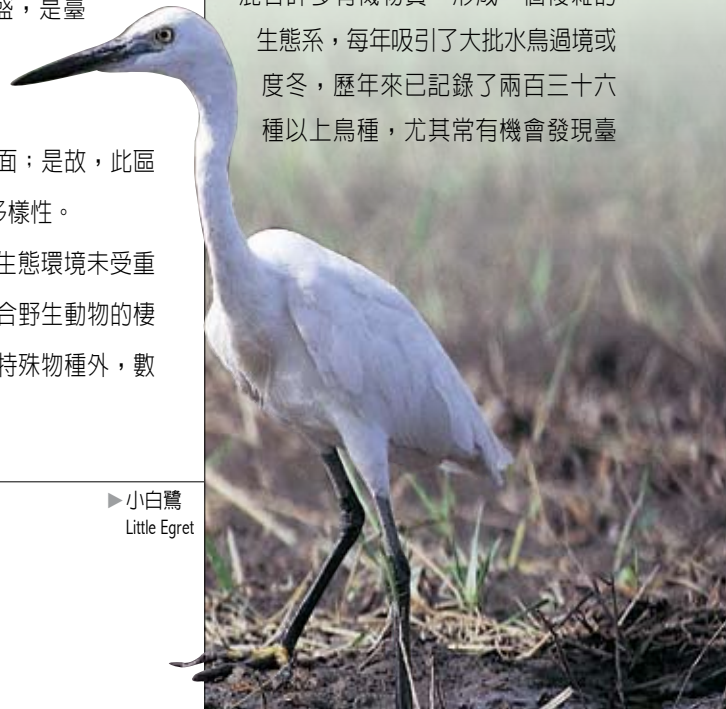 盛，是臺
面；是故，此區
多樣性。
生態環境未受重
合野生動物的棲
特殊物種外，數
▶小白鷺
Little Egret
生態系，每年吸引了大批水鳥過境或
度冬，歷年來已記錄了兩百三十六
種以上鳥種，尤其常有機會發現臺